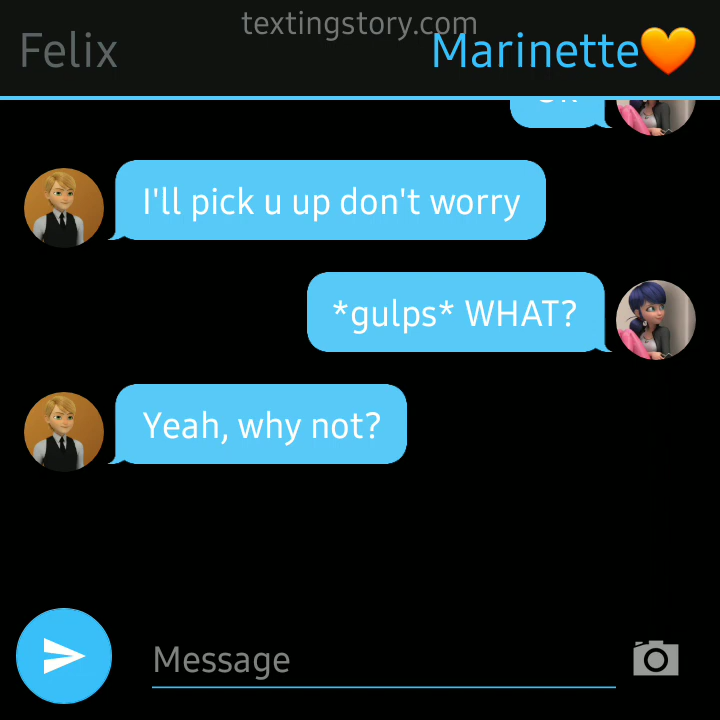 textingstory.com
Felix
Marinette🧡
I'll pick u up don't worry
*gulps* WHAT?
Yeah, why not?
Message